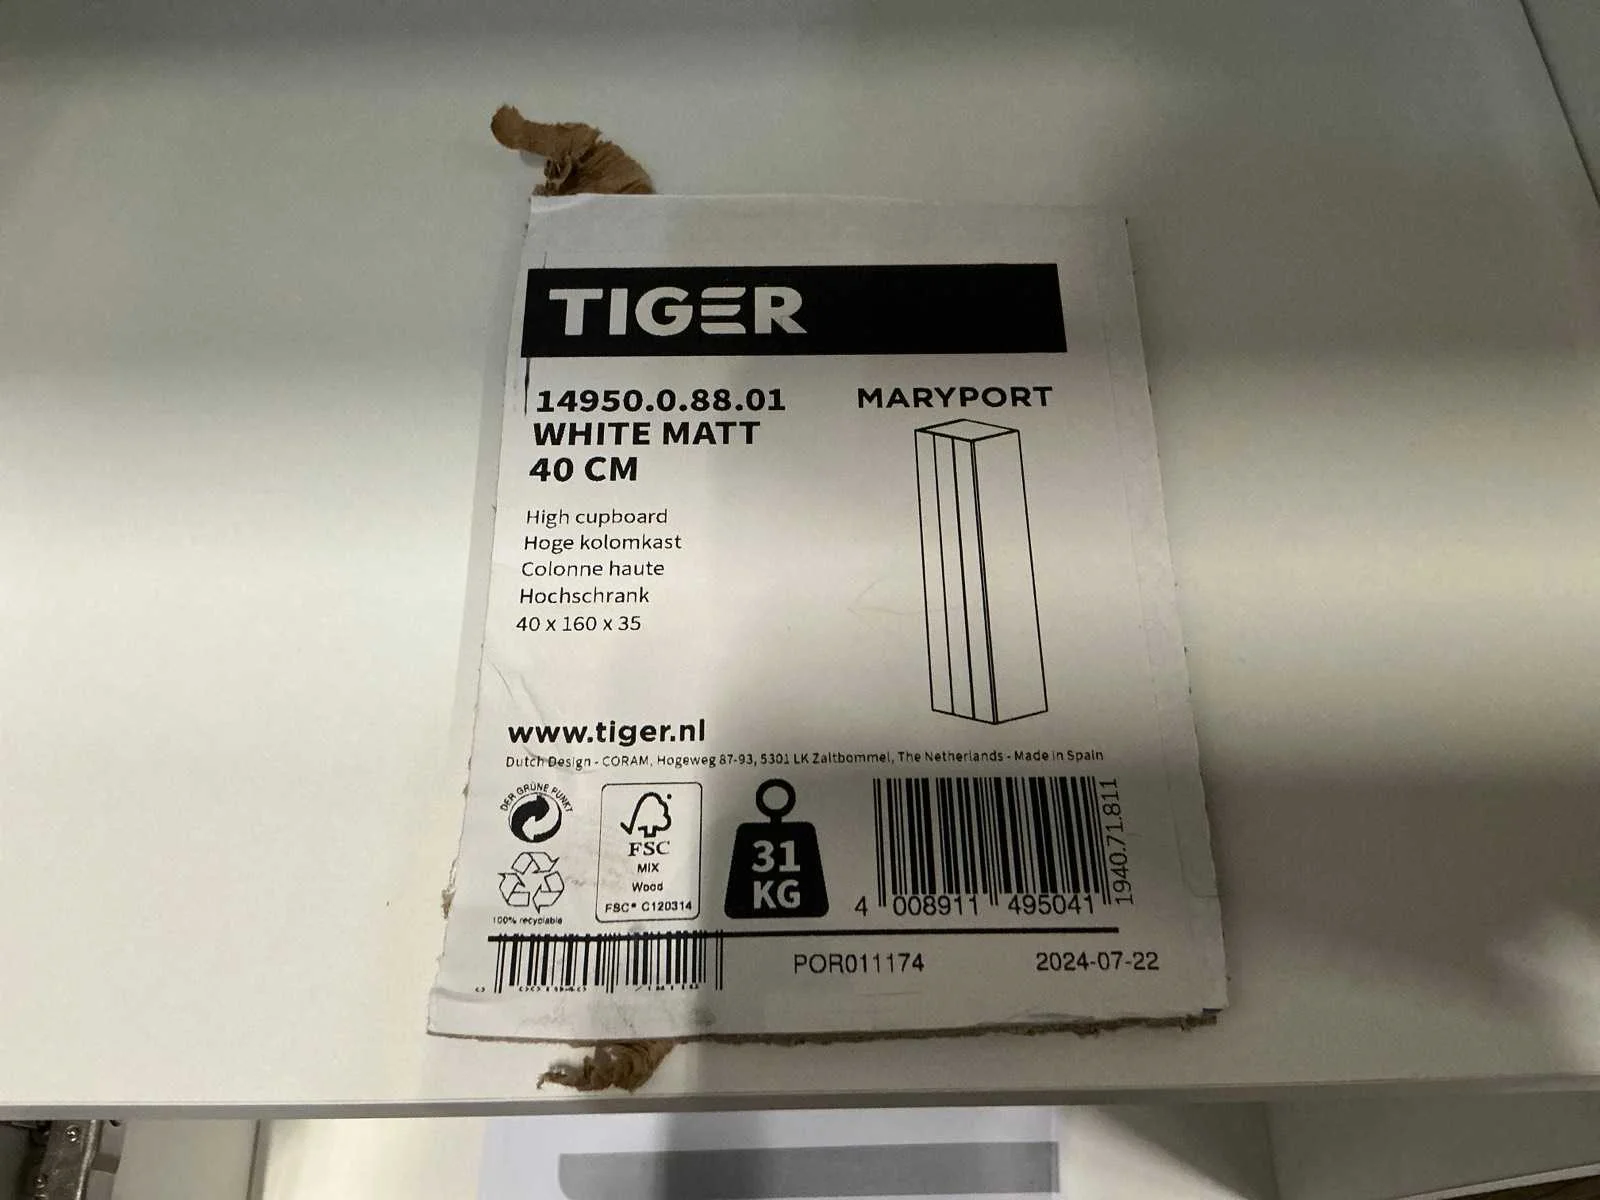 TIGER
14950.0.88.01
WHITE MATT
40 CM
MARYPORT
High cupboard
Hoge kolomkast
Colonne haute
Hochschrank
40 x 160 x 35
www.tiger.nl
Dutch Design - CORAM, Hogeweg 87-93, 5301 LK Zaltbommel, The Netherlands - Made in Spain
DER GRÜNE PUNKT
100% recyclable
FSC
MIX
Wood
FSC® C120314
31
KG
4 008911 495041
1940.71.811
POR011174
2024-07-22